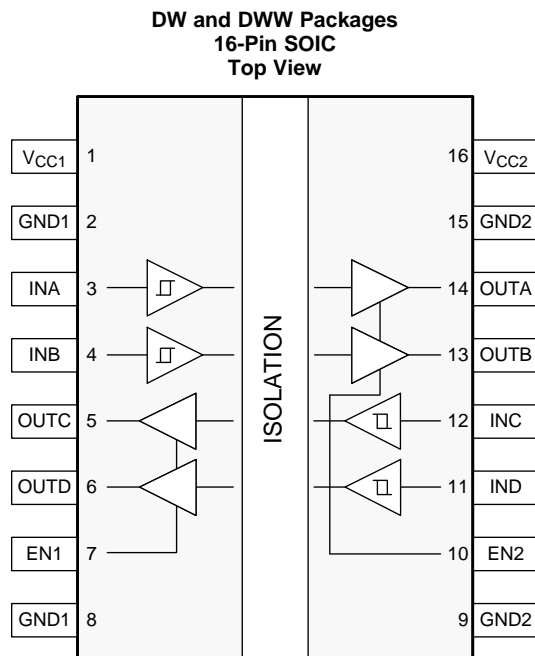 DW and DWW Packages
16-Pin SOIC
Top View
VCC1 1 16 VCC2
GND1 2 15 GND2
INA 3 14 OUTA
INB 4 13 OUTB
OUTC 5 12 INC
OUTD 6 11 IND
EN1 7 10 EN2
GND1 8 9 GND2
ISOLATION